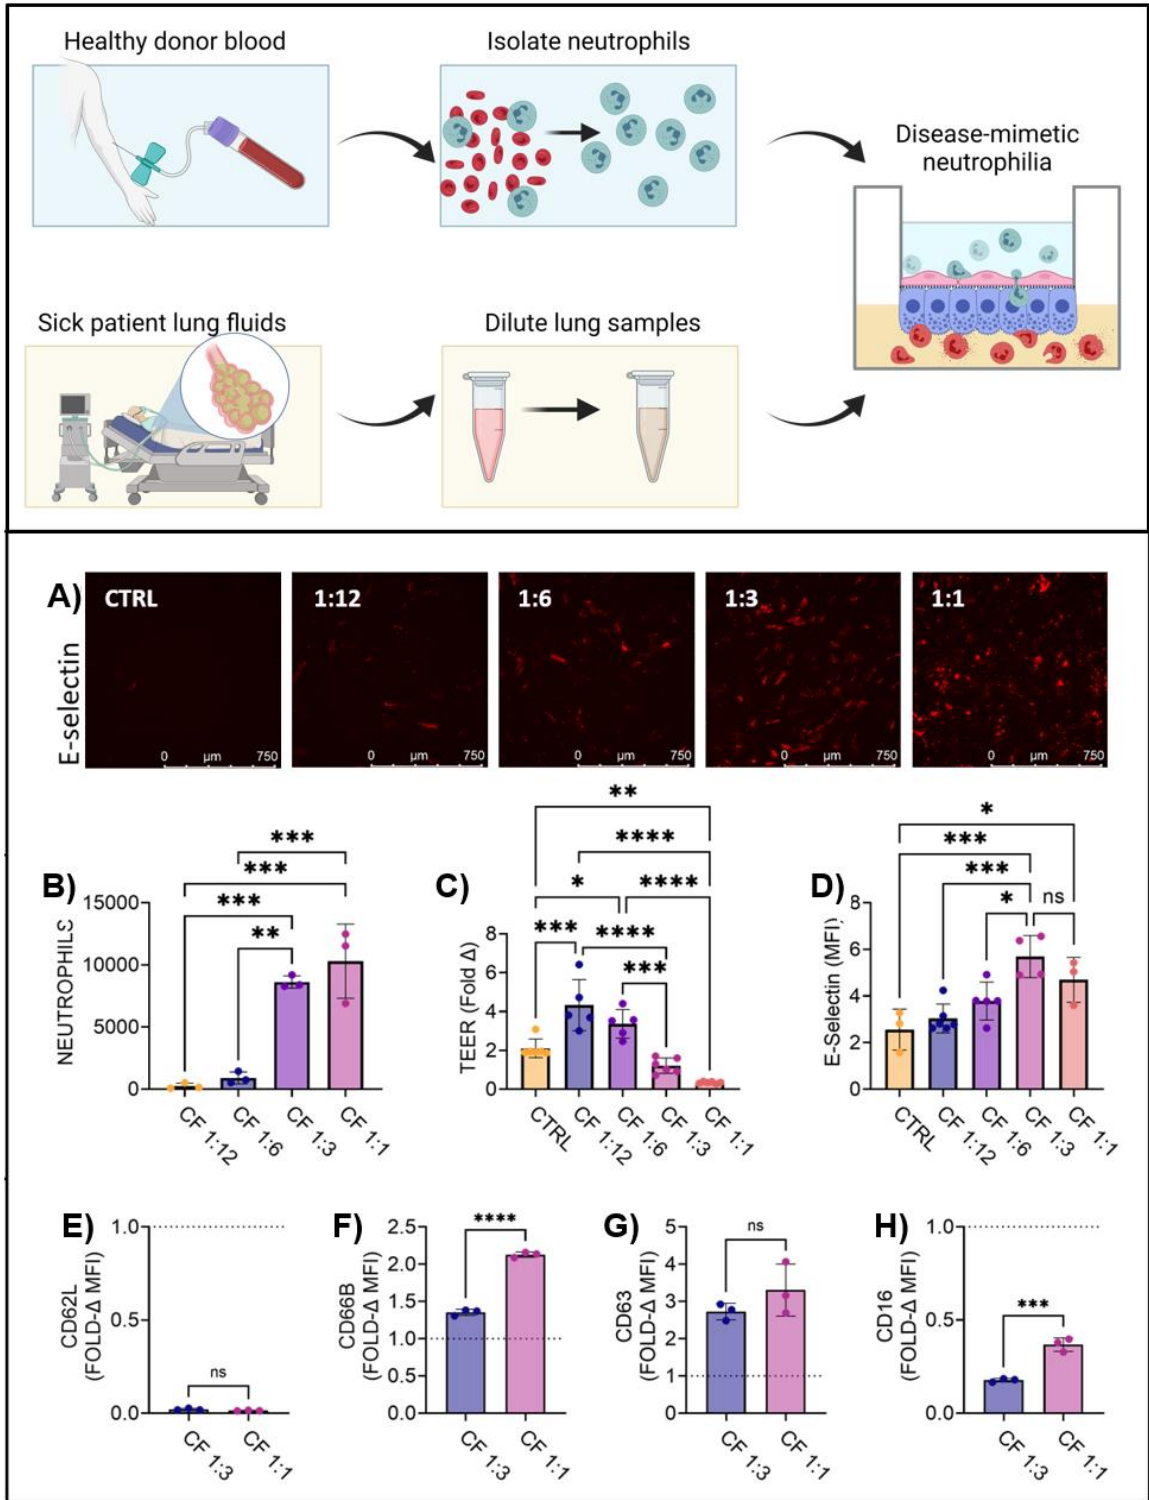 Healthy donor blood
Isolate neutrophils
Disease-mimetic
neutrophilia
Sick patient lung fluids
Dilute lung samples
A)
E-selectin
CTRL
1:12
1:6
1:3
1:1
0 µm 750
0 µm 750
0 µm 750
0 µm 750
0 µm 750
B)
NEUTROPHILS
15000
10000
5000
0
***
***
***
**
CF 1:12
CF 1:6
CF 1:3
CF 1:1
C)
TEER (Fold Δ)
8
6
4
2
0
**
****
*
****
***
****
***
CTRL
CF 1:12
CF 1:6
CF 1:3
CF 1:1
D)
E-Selectin (MFI)
8
6
4
2
0
*
***
***
*
ns
CTRL
CF 1:12
CF 1:6
CF 1:3
CF 1:1
E)
CD62L
(FOLD-Δ MFI)
1.0
0.5
0.0
ns
CF 1:3
CF 1:1
F)
CD66B
(FOLD-Δ MFI)
2.5
2.0
1.5
1.0
0.5
0.0
****
CF 1:3
CF 1:1
G)
CD63
(FOLD-Δ MFI)
5
4
3
2
1
0
ns
CF 1:3
CF 1:1
H)
CD16
(FOLD-Δ MFI)
1.0
0.5
0.0
***
CF 1:3
CF 1:1